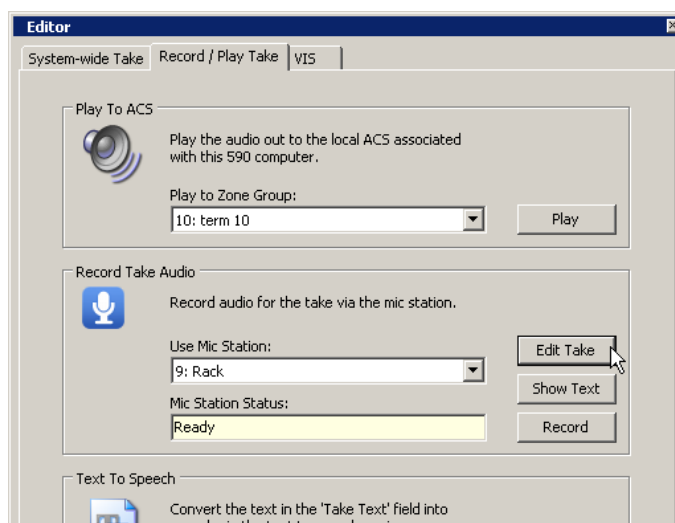 Editor
System-wide Take
Record / Play Take
VIS
Play To ACS
Play the audio out to the local ACS associated
with this 590 computer.
Play to Zone Group:
10: term 10
Play
Record Take Audio
Record audio for the take via the mic station.
Use Mic Station:
9: Rack
Edit Take
Show Text
Mic Station Status:
Ready
Record
Text To Speech
Convert the text in the 'Take Text' field into